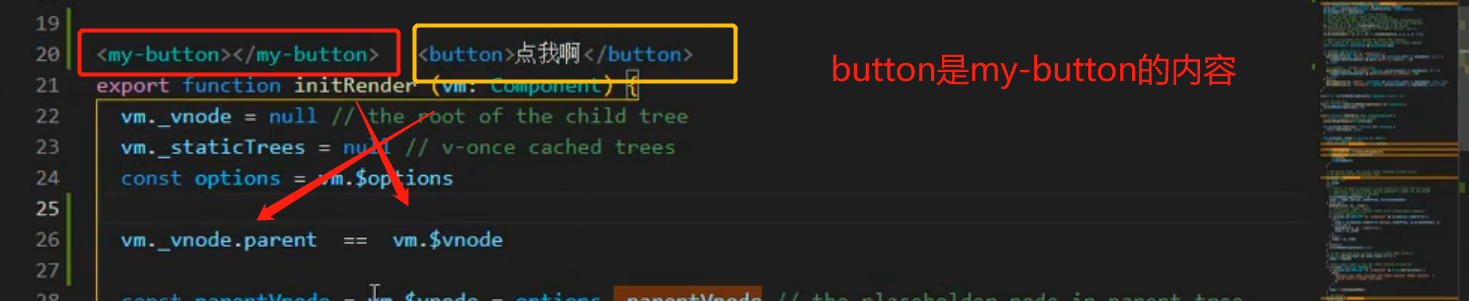 19
20 <my-button></my-button> <button>点我啊</button>
button是my-button的内容
21 export function initRender (vm: Component) {
22 vm._vnode = null // the root of the child tree
23 vm._staticTrees = null // v-once cached trees
24 const options = vm.$options
25
26 vm._vnode.parent == vm.$vnode
27
28 const parentVnode = vm.$vnode = options._parentVnode // the placeholder node in parent tree